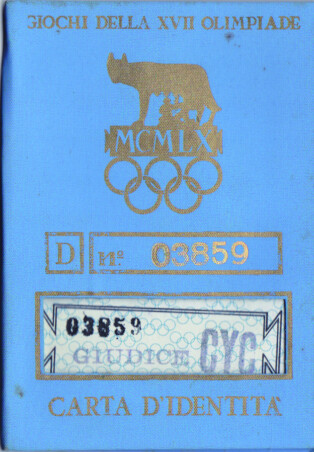 GIOCHI DELLA XVII OLIMPIADE
MCMLX
D Nº. 03859
03859
GIUDICE CYC
CARTA D'IDENTITA'